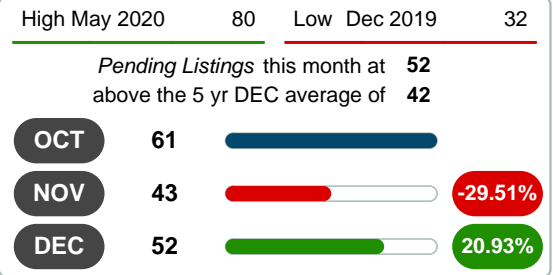 High May 2020 80 Low Dec 2019 32
Pending Listings this month at 52
above the 5 yr DEC average of 42
OCT 61
NOV 43 -29.51%
DEC 52 20.93%